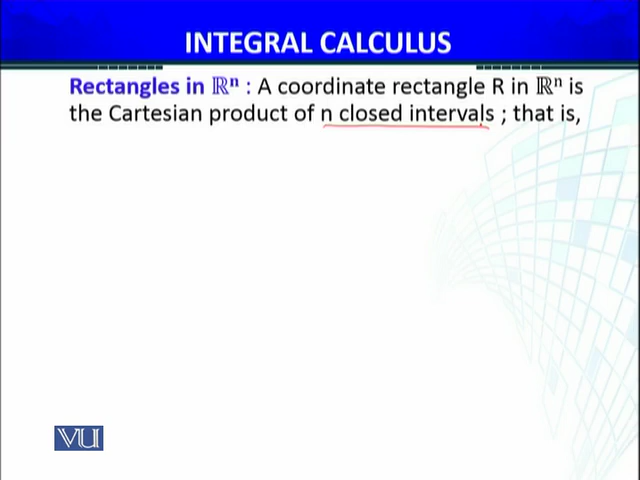 INTEGRAL CALCULUS
Rectangles in ℝⁿ : A coordinate rectangle R in ℝⁿ is
the Cartesian product of n closed intervals ; that is,
VU